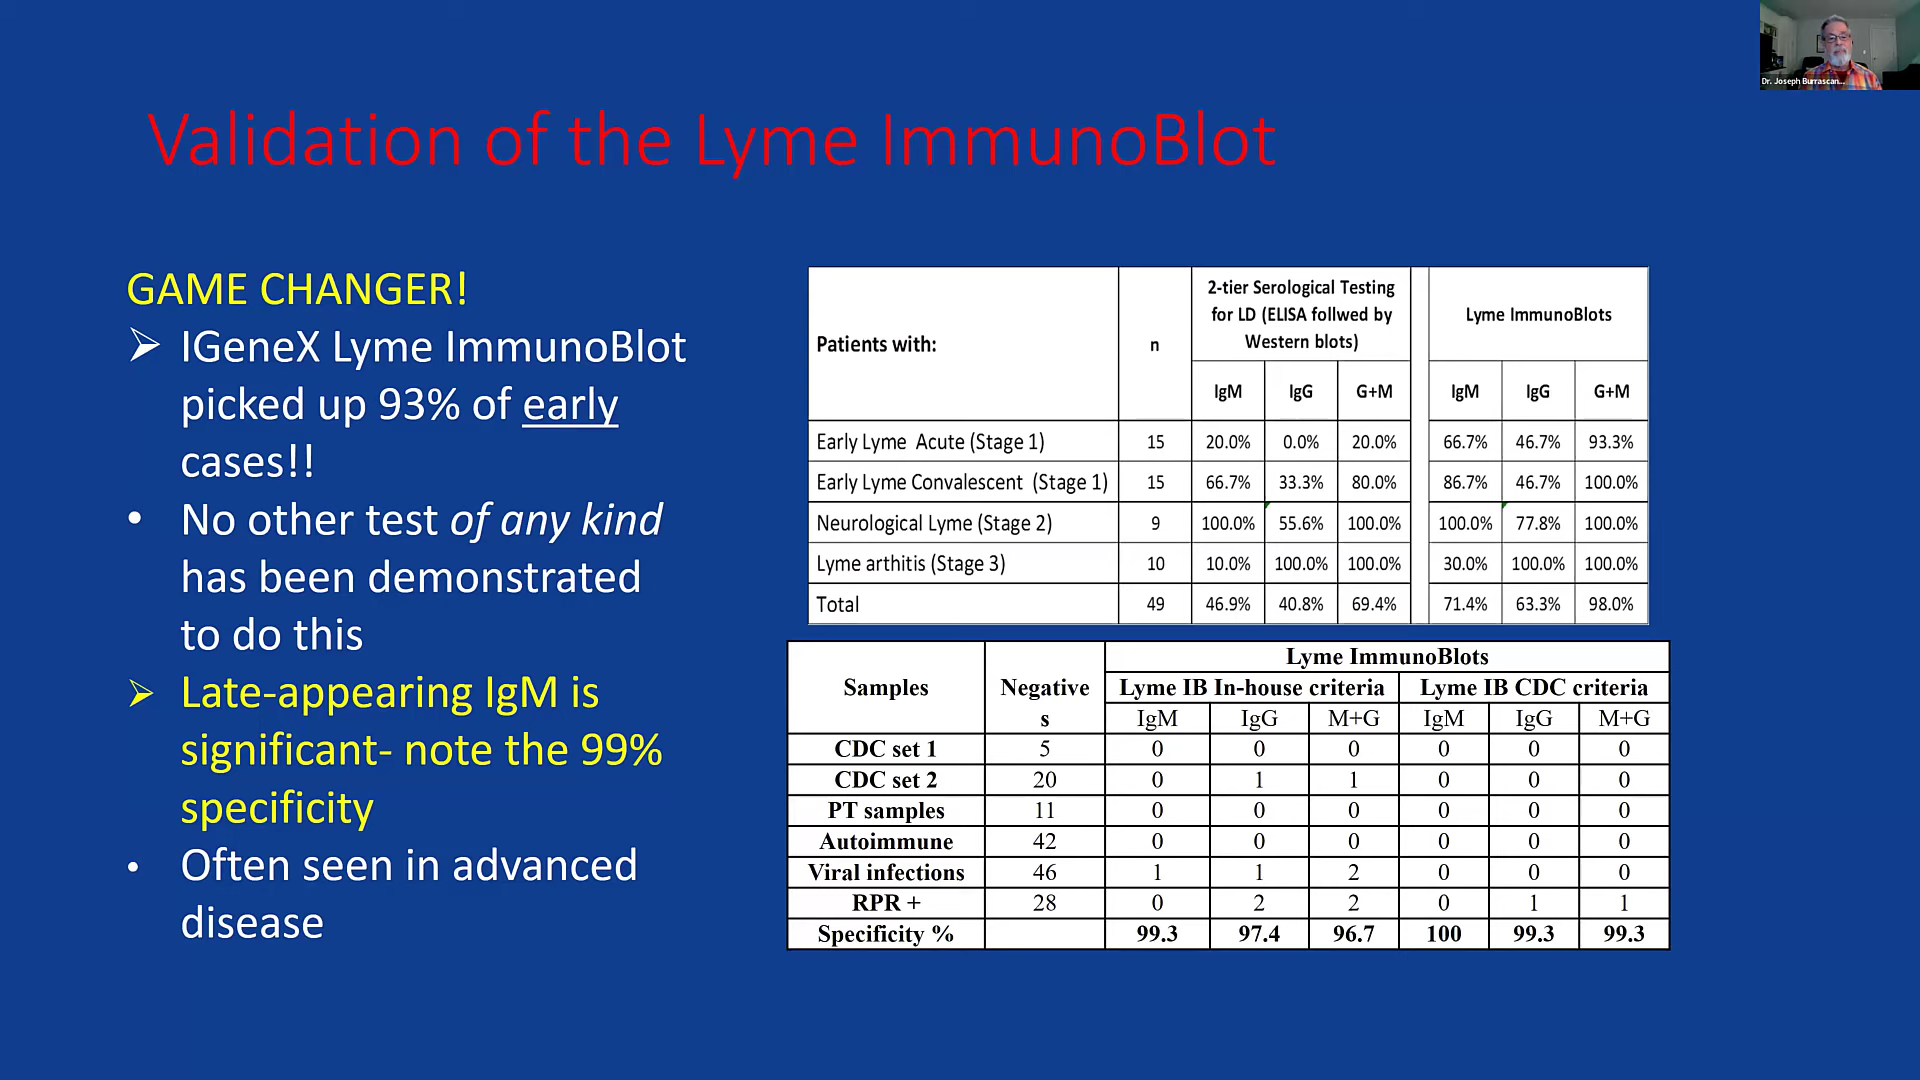 Dr. Joseph Burrascan...
Validation of the Lyme ImmunoBlot
GAME CHANGER!
➢ IGeneX Lyme ImmunoBlot
picked up 93% of early
cases!!
• No other test of any kind
has been demonstrated
to do this
➢ Late-appearing IgM is
significant- note the 99%
specificity
• Often seen in advanced
disease
Patients with: n 2-tier Serological Testing
for LD (ELISA follwed by
Western blots) Lyme ImmunoBlots
IgM IgG G+M IgM IgG G+M
Early Lyme Acute (Stage 1) 15 20.0% 0.0% 20.0% 66.7% 46.7% 93.3%
Early Lyme Convalescent (Stage 1) 15 66.7% 33.3% 80.0% 86.7% 46.7% 100.0%
Neurological Lyme (Stage 2) 9 100.0% 55.6% 100.0% 100.0% 77.8% 100.0%
Lyme arthitis (Stage 3) 10 10.0% 100.0% 100.0% 30.0% 100.0% 100.0%
Total 49 46.9% 40.8% 69.4% 71.4% 63.3% 98.0%
Lyme ImmunoBlots
Samples Negative
s Lyme IB In-house criteria Lyme IB CDC criteria
IgM IgG M+G IgM IgG M+G
CDC set 1 5 0 0 0 0 0 0
CDC set 2 20 0 1 1 0 0 0
PT samples 11 0 0 0 0 0 0
Autoimmune 42 0 0 0 0 0 0
Viral infections 46 1 1 2 0 0 0
RPR + 28 0 2 2 0 1 1
Specificity % 99.3 97.4 96.7 100 99.3 99.3